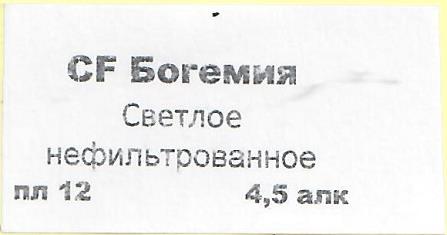 CF Богемия
Светлое
нефильтрованное
пл 12 4,5 алк